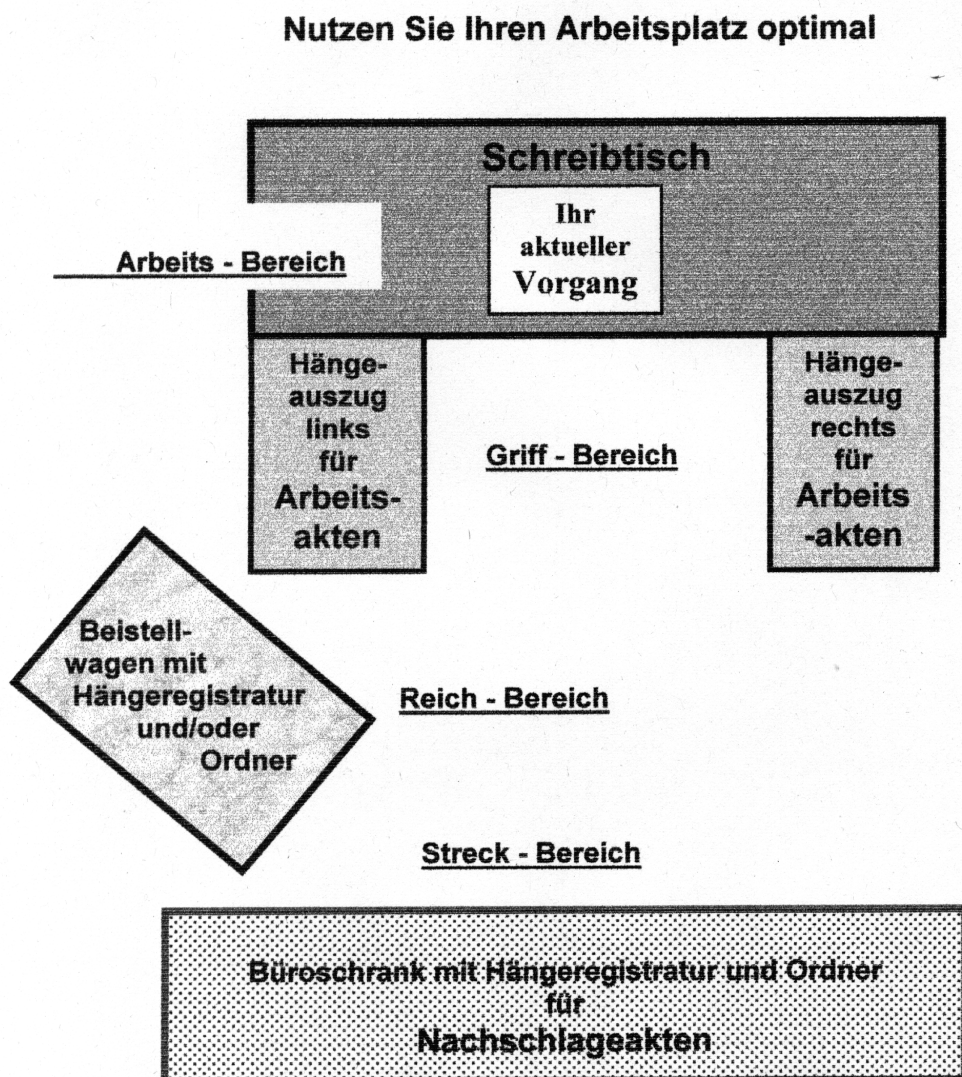 Nutzen Sie Ihren Arbeitsplatz optimal
Schreibtisch
Ihr
aktueller
Vorgang
Arbeits - Bereich
Hänge-
auszug
links
für
Arbeits-
akten
Griff - Bereich
Hänge-
auszug
rechts
für
Arbeits
-akten
Beistell-
wagen mit
Hängeregistratur
und/oder
Ordner
Reich - Bereich
Streck - Bereich
Büroschrank mit Hängeregistratur und Ordner
für
Nachschlageakten